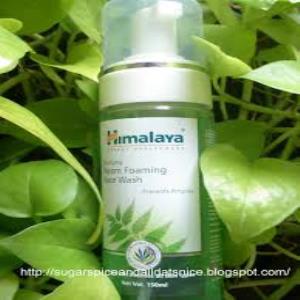 Himalaya
HERBAL HEALTHCARE
Purifying
Neem Foaming
Face Wash
Prevents Pimples
http://sugarspiceandalldatspice.blogspot.com/
Net Vol. 150ml